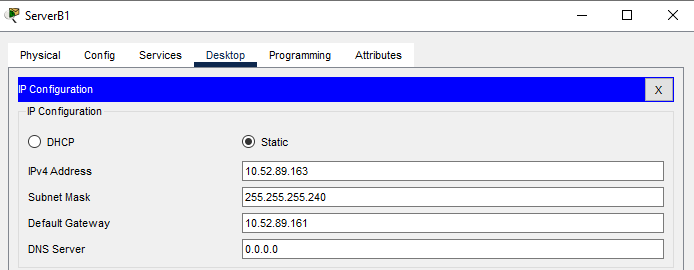 ServerB1
Physical Config Services Desktop Programming Attributes
IP Configuration X
IP Configuration
DHCP Static
IPv4 Address 10.52.89.163
Subnet Mask 255.255.255.240
Default Gateway 10.52.89.161
DNS Server 0.0.0.0